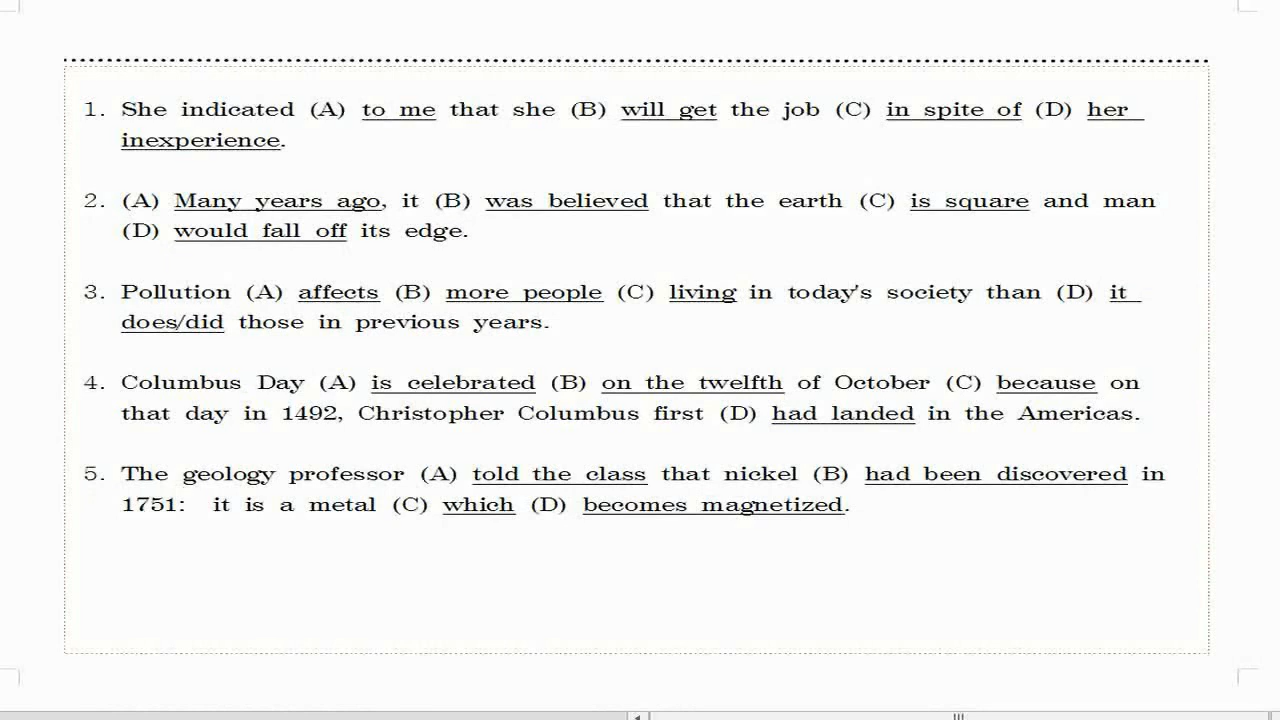 1. She indicated (A) to me that she (B) will get the job (C) in spite of (D) her
inexperience.
2. (A) Many years ago, it (B) was believed that the earth (C) is square and man
(D) would fall off its edge.
3. Pollution (A) affects (B) more people (C) living in today's society than (D) it
does/did those in previous years.
4. Columbus Day (A) is celebrated (B) on the twelfth of October (C) because on
that day in 1492, Christopher Columbus first (D) had landed in the Americas.
5. The geology professor (A) told the class that nickel (B) had been discovered in
1751: it is a metal (C) which (D) becomes magnetized.